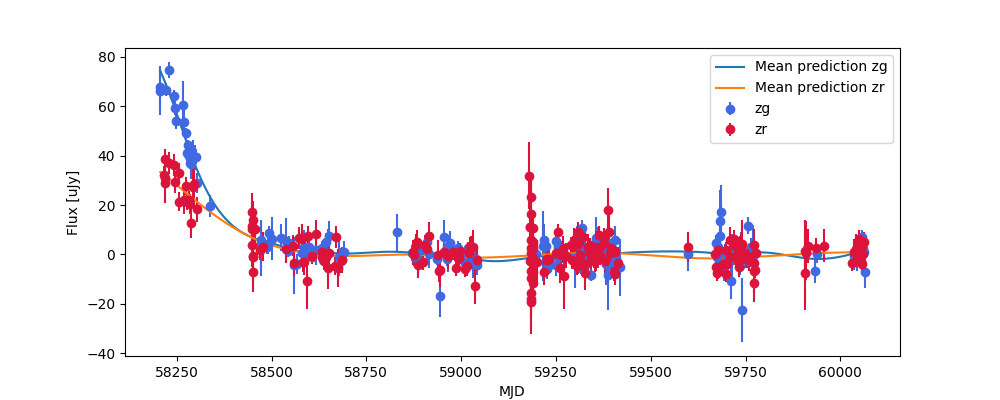 80
60
40
20
0
−20
−40
Flux [uJy]
58250
58500
58750
59000
59250
59500
59750
60000
MJD
Mean prediction zg
Mean prediction zr
zg
zr